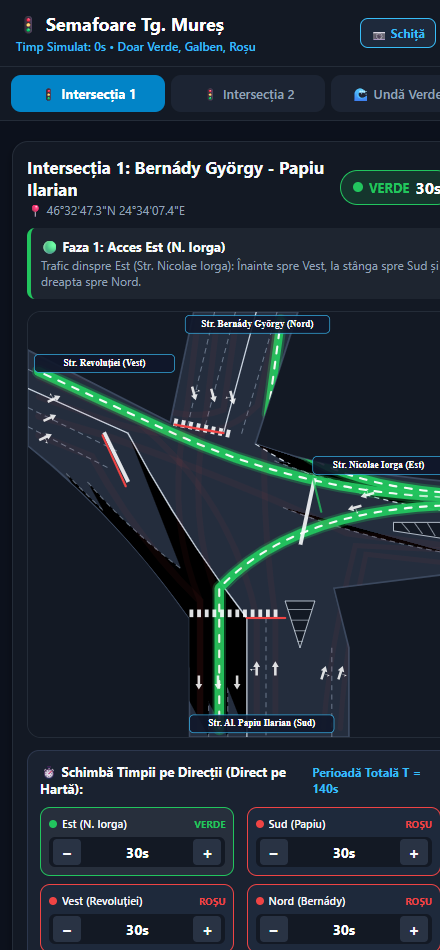 Semafoare Tg. Mureș
Timp Simulat: 0s • Doar Verde, Galben, Roșu
Schiță
Intersecția 1
Intersecția 2
Undă Verde
Intersecția 1: Bernády György - Papiu
Ilarian
46°32'47.3"N 24°34'07.4"E
VERDE 30s
Faza 1: Acces Est (N. Iorga)
Trafic dinspre Est (Str. Nicolae Iorga): Înainte spre Vest, la stânga spre Sud și
dreapta spre Nord.
Str. Bernády György (Nord)
Str. Revoluției (Vest)
Str. Nicolae Iorga (Est)
Str. Al. Papiu Ilarian (Sud)
Schimbă Timpii pe Direcții (Direct pe
Hartă):
Perioadă Totală T =
140s
Est (N. Iorga) VERDE
− 30s +
Sud (Papiu) ROȘU
− 30s +
Vest (Revoluției) ROȘU
− 30s +
Nord (Bernády) ROȘU
− 30s +